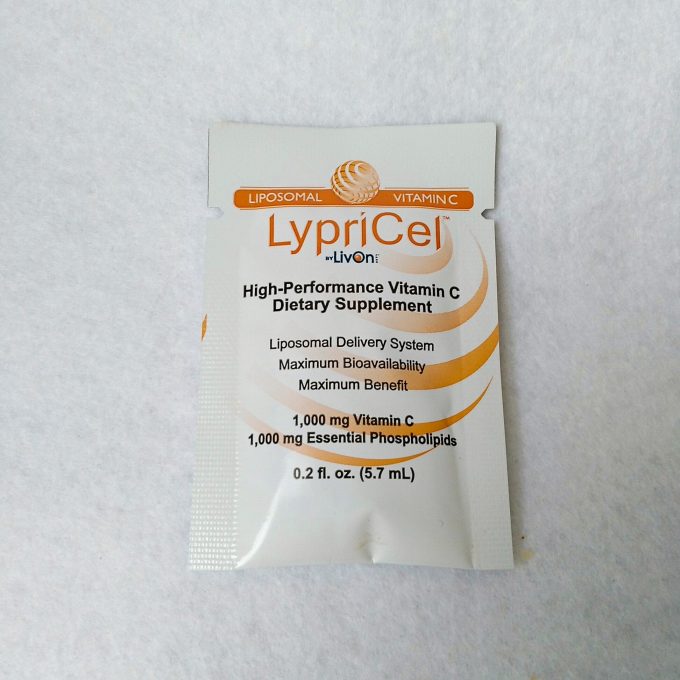 LIPOSOMAL VITAMIN C
LypriCel™
BY LivOn
High-Performance Vitamin C
Dietary Supplement
Liposomal Delivery System
Maximum Bioavailability
Maximum Benefit
1,000 mg Vitamin C
1,000 mg Essential Phospholipids
0.2 fl. oz. (5.7 mL)